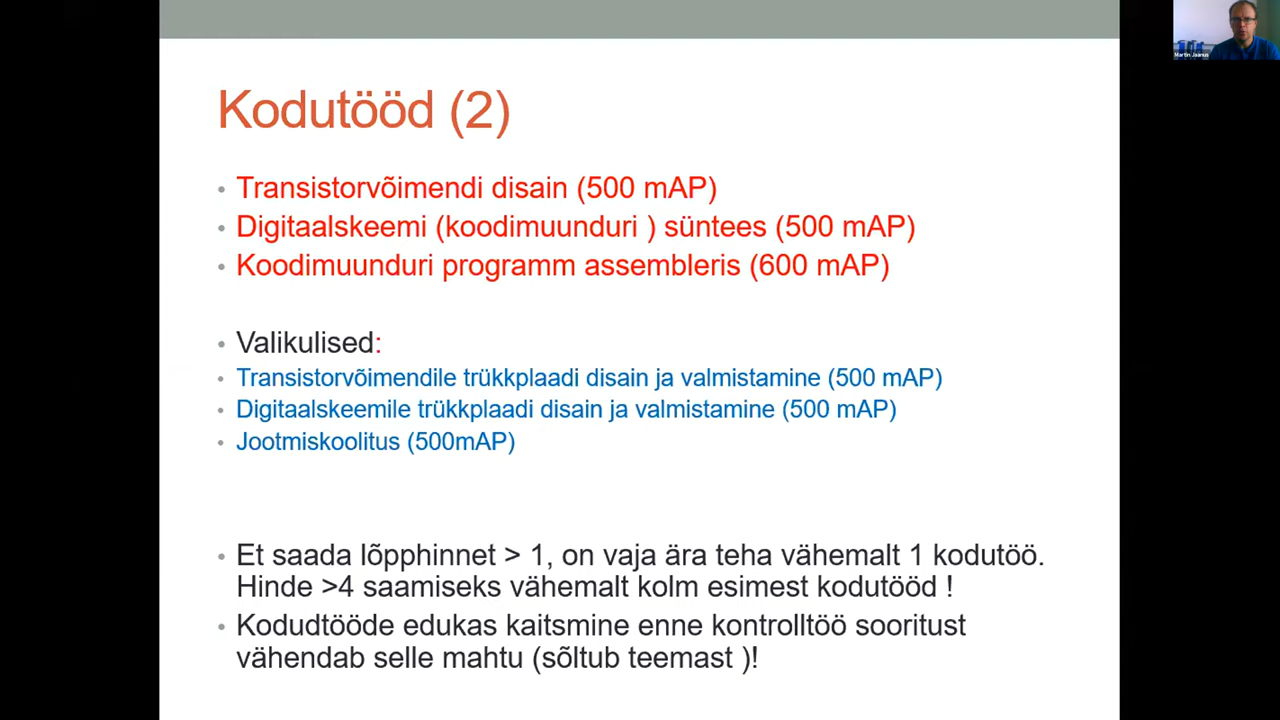 Martin Jaanus
Kodutööd (2)
• Transistorvõimendi disain (500 mAP)
• Digitaalskeemi (koodimuunduri ) süntees (500 mAP)
• Koodimuunduri programm assembleris (600 mAP)
• Valikulised:
• Transistorvõimendile trükkplaadi disain ja valmistamine (500 mAP)
• Digitaalskeemile trükkplaadi disain ja valmistamine (500 mAP)
• Jootmiskoolitus (500mAP)
• Et saada lõpphinnet > 1, on vaja ära teha vähemalt 1 kodutöö.
Hinde >4 saamiseks vähemalt kolm esimest kodutööd !
• Kodudtööde edukas kaitsmine enne kontrolltöö sooritust
vähendab selle mahtu (sõltub teemast )!